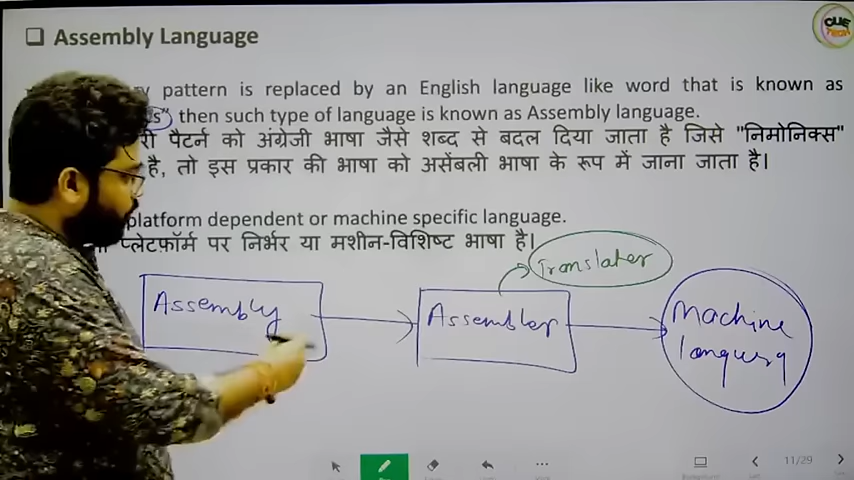 Assembly Language
pattern is replaced by an English language like word that is known as
then such type of language is known as Assembly language.
पैटर्न को अंग्रेजी भाषा जैसे शब्द से बदल दिया जाता है जिसे "निमोनिक्स"
है, तो इस प्रकार की भाषा को असेंबली भाषा के रूप में जाना जाता है।
platform dependent or machine specific language.
प्लेटफ़ॉर्म पर निर्भर या मशीन-विशिष्ट भाषा है।
Translater
Assembly
Assembler
Machine
11/29
CUE
TECH